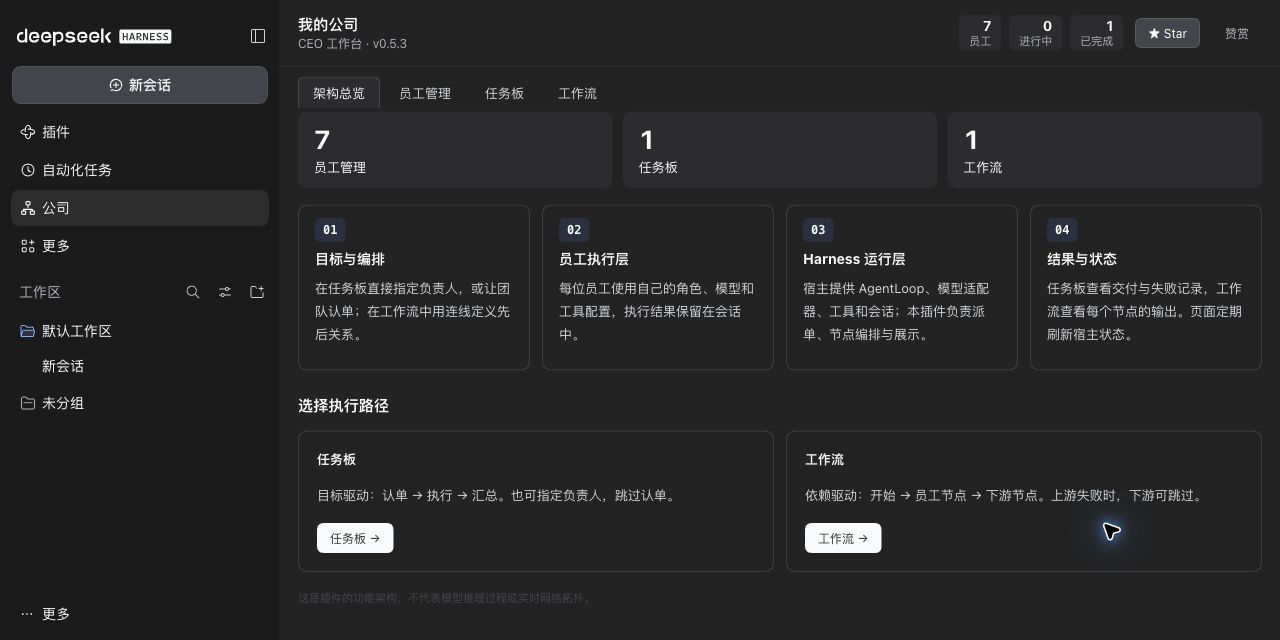 deepseek HARNESS
新会话
插件
自动化任务
公司
更多
工作区
默认工作区
新会话
未分组
更多
我的公司
CEO 工作台 · v0.5.3
7
员工
0
进行中
1
已完成
★ Star
赞赏
架构总览
员工管理
任务板
工作流
7
员工管理
1
任务板
1
工作流
01
目标与编排
在任务板直接指定负责人，或让团
队认单；在工作流中用连线定义先
后关系。
02
员工执行层
每位员工使用自己的角色、模型和
工具配置，执行结果保留在会话
中。
03
Harness 运行层
宿主提供 AgentLoop、模型适配
器、工具和会话；本插件负责派
单、节点编排与展示。
04
结果与状态
任务板查看交付与失败记录，工作
流查看每个节点的输出。页面定期
刷新宿主状态。
选择执行路径
任务板
目标驱动：认单 → 执行 → 汇总。也可指定负责人，跳过认单。
任务板 →
工作流
依赖驱动：开始 → 员工节点 → 下游节点。上游失败时，下游可跳过。
工作流 →
这是插件的功能架构，不代表模型推理过程或实时网络拓扑。